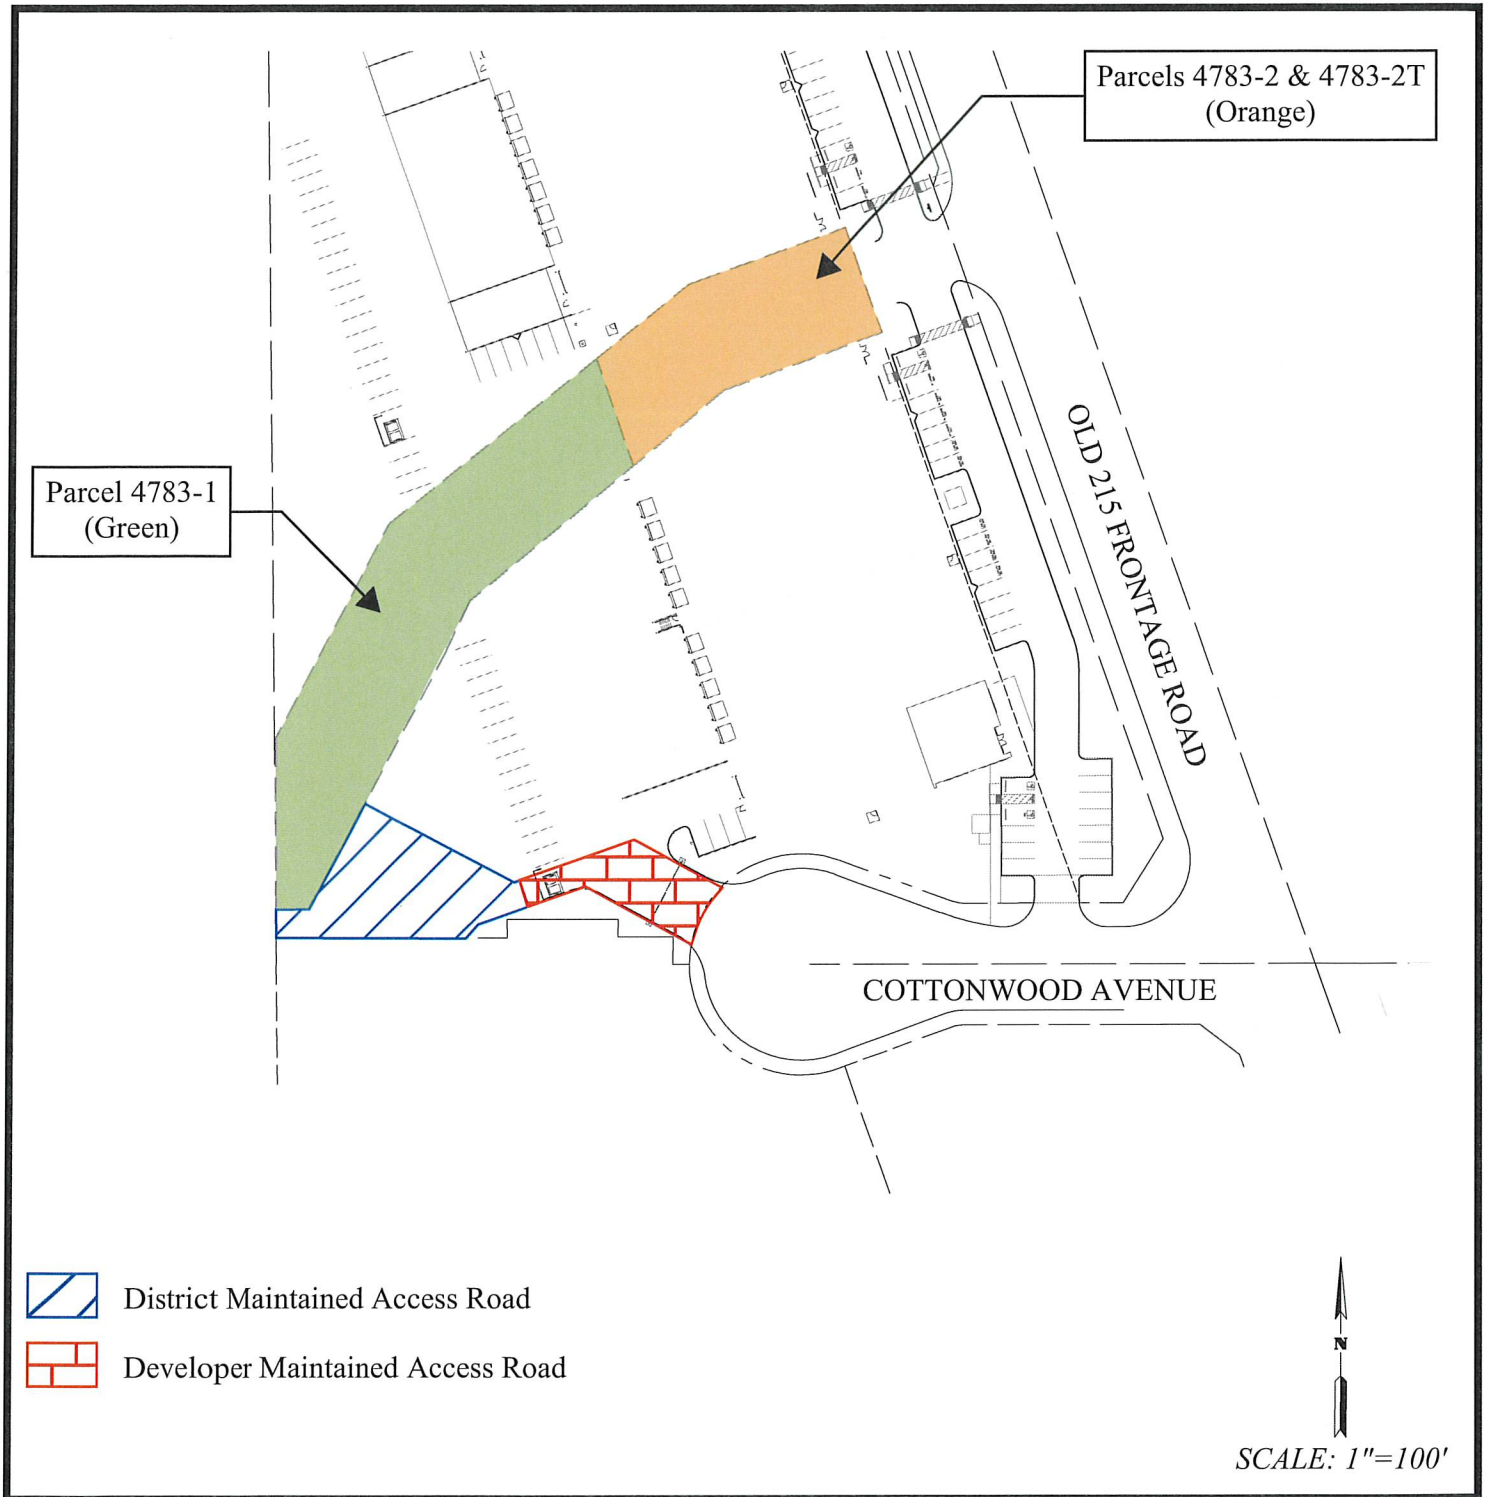 Parcels 4783-2 & 4783-2T
(Orange)
Parcel 4783-1
(Green)
OLD 215 FRONTAGE ROAD
COTTONWOOD AVENUE
District Maintained Access Road
Developer Maintained Access Road
N
SCALE: 1"=100'